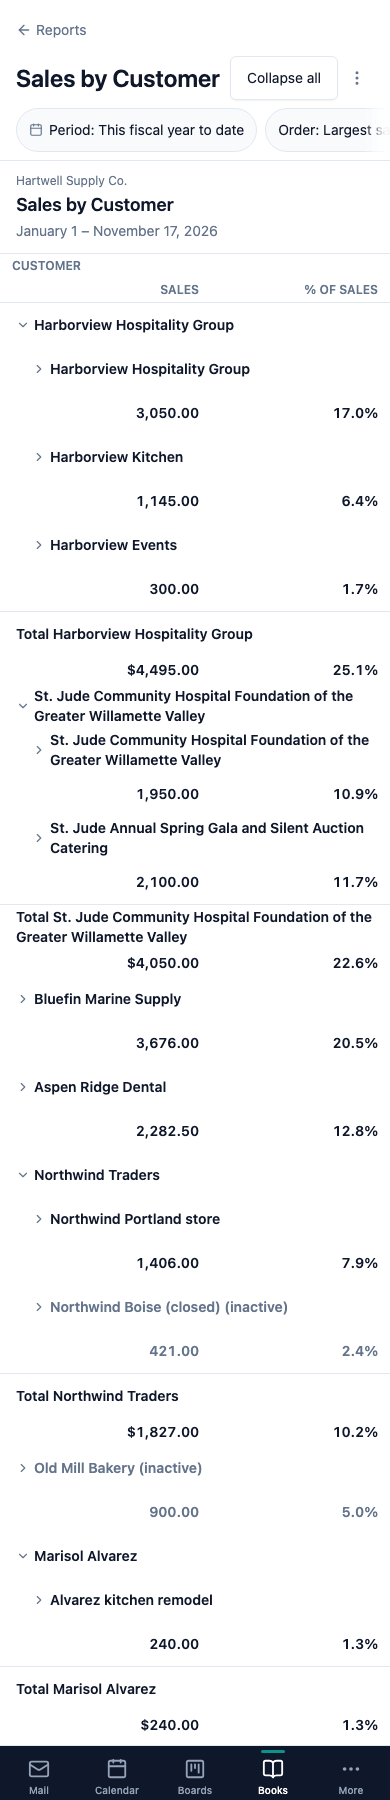 Reports
Sales by Customer
Collapse all
Period: This fiscal year to date
Order: Largest sa
Hartwell Supply Co.
Sales by Customer
January 1 – November 17, 2026
CUSTOMER
SALES % OF SALES
Harborview Hospitality Group
Harborview Hospitality Group
3,050.00 17.0%
Harborview Kitchen
1,145.00 6.4%
Harborview Events
300.00 1.7%
Total Harborview Hospitality Group
$4,495.00 25.1%
St. Jude Community Hospital Foundation of the
Greater Willamette Valley
St. Jude Community Hospital Foundation of the
Greater Willamette Valley
1,950.00 10.9%
St. Jude Annual Spring Gala and Silent Auction
Catering
2,100.00 11.7%
Total St. Jude Community Hospital Foundation of the
Greater Willamette Valley
$4,050.00 22.6%
Bluefin Marine Supply
3,676.00 20.5%
Aspen Ridge Dental
2,282.50 12.8%
Northwind Traders
Northwind Portland store
1,406.00 7.9%
Northwind Boise (closed) (inactive)
421.00 2.4%
Total Northwind Traders
$1,827.00 10.2%
Old Mill Bakery (inactive)
900.00 5.0%
Marisol Alvarez
Alvarez kitchen remodel
240.00 1.3%
Total Marisol Alvarez
$240.00 1.3%
Mail Calendar Boards Books More